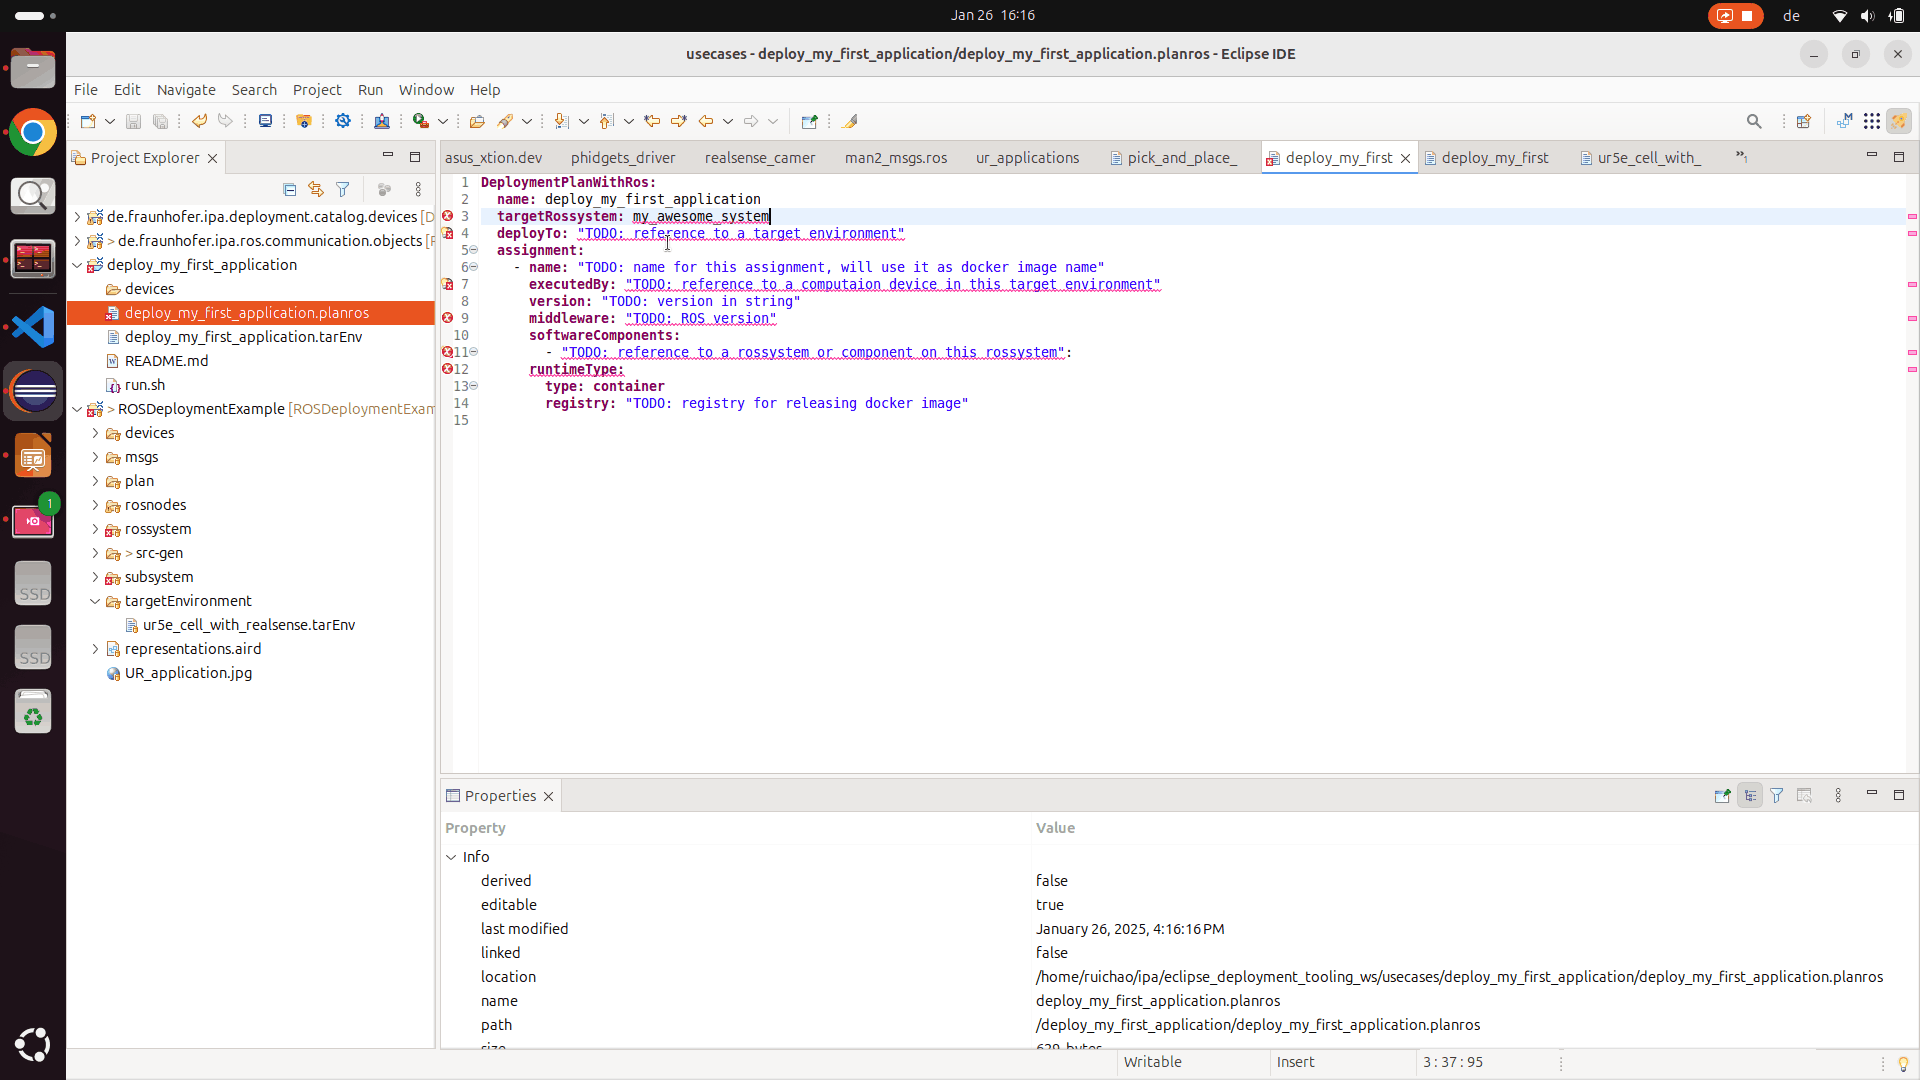 Jan 26 16:16
de
usecases - deploy_my_first_application/deploy_my_first_application.planros - Eclipse IDE
File Edit Navigate Search Project Run Window Help
Project Explorer
asus_xtion.dev phidgets_driver realsense_camer man2_msgs.ros ur_applications pick_and_place_ deploy_my_first deploy_my_first ur5e_cell_with_ »1
de.fraunhofer.ipa.deployment.catalog.devices [D
> de.fraunhofer.ipa.ros.communication.objects [
deploy_my_first_application
devices
deploy_my_first_application.planros
deploy_my_first_application.tarEnv
README.md
run.sh
> ROSDeploymentExample [ROSDeploymentExam
devices
msgs
plan
rosnodes
rossystem
> src-gen
subsystem
targetEnvironment
ur5e_cell_with_realsense.tarEnv
representations.aird
UR_application.jpg
1 DeploymentPlanWithRos:
2 name: deploy_my_first_application
3 targetRossystem: my_awesome_system
4 deployTo: "TODO: reference to a target environment"
5 assignment:
6 - name: "TODO: name for this assignment, will use it as docker image name"
7 executedBy: "TODO: reference to a computaion device in this target environment"
8 version: "TODO: version in string"
9 middleware: "TODO: ROS version"
10 softwareComponents:
11 - "TODO: reference to a rossystem or component on this rossystem":
12 runtimeType:
13 type: container
14 registry: "TODO: registry for releasing docker image"
15
Properties
Property Value
Info
derived false
editable true
last modified January 26, 2025, 4:16:16 PM
linked false
location /home/ruichao/ipa/eclipse_deployment_tooling_ws/usecases/deploy_my_first_application/deploy_my_first_application.planros
name deploy_my_first_application.planros
path /deploy_my_first_application/deploy_my_first_application.planros
Writable Insert 3 : 37 : 95
1
SSD
SSD